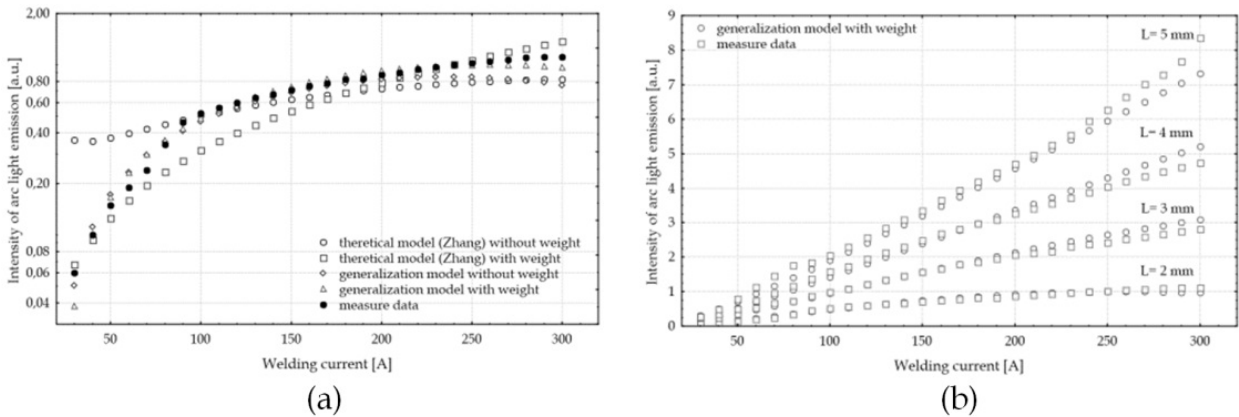 2,00
0,80
0,60
0,40
0,20
0,08
0,06
0,04
Intensity of arc light emission [a.u.]
theretical model (Zhang) without weight
theretical model (Zhang) with weight
generalization model without weight
generalization model with weight
measure data
50 100 150 200 250 300
Welding current [A]
(a)
9
8
7
6
5
4
3
2
1
0
Intensity of arc light emission [a.u.]
generalization model with weight
measure data
L= 5 mm
L= 4 mm
L= 3 mm
L= 2 mm
50 100 150 200 250 300
Welding current [A]
(b)